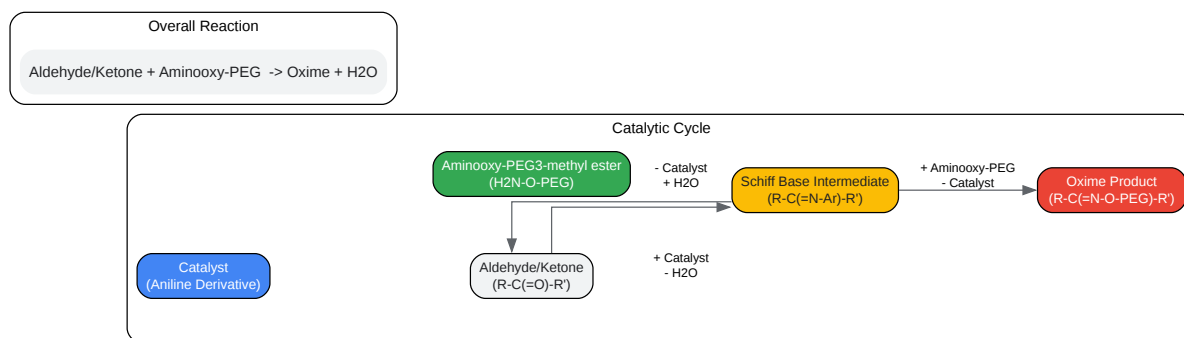 Overall Reaction
Aldehyde/Ketone + Aminooxy-PEG -> Oxime + H2O
Catalytic Cycle
Aminooxy-PEG3-methyl ester
(H2N-O-PEG)
- Catalyst
+ H2O
Schiff Base Intermediate
(R-C(=N-Ar)-R')
+ Aminooxy-PEG
- Catalyst
Oxime Product
(R-C(=N-O-PEG)-R')
Catalyst
(Aniline Derivative)
Aldehyde/Ketone
(R-C(=O)-R')
+ Catalyst
- H2O